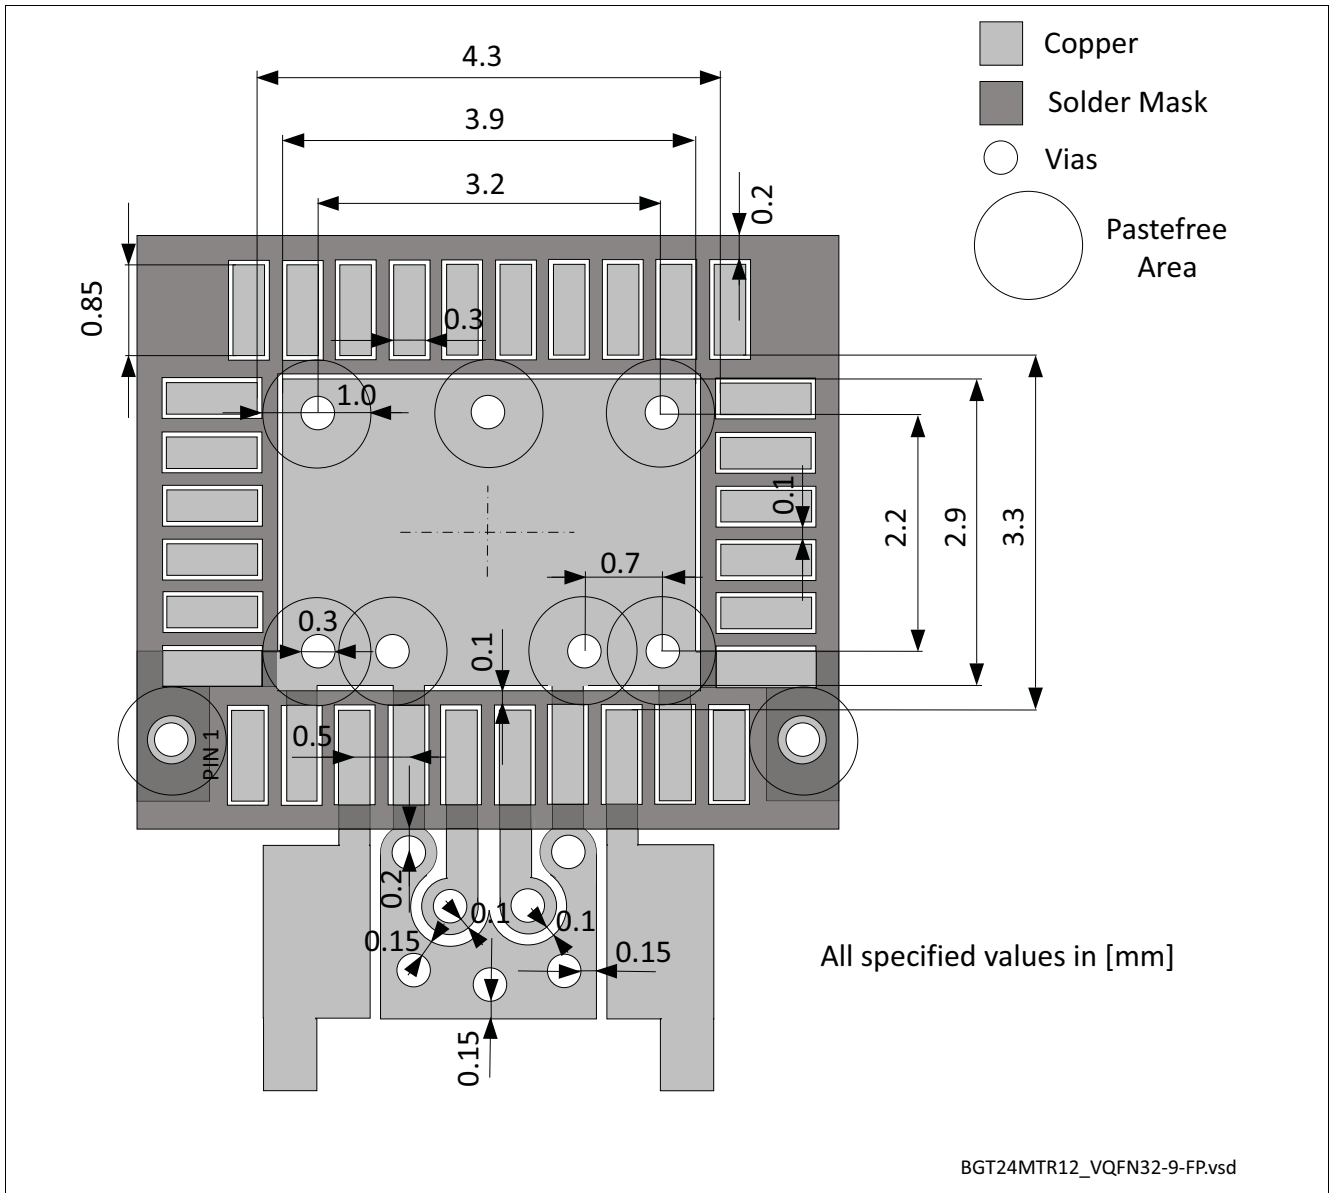 4.3
Copper
Solder Mask
3.9
Vias
3.2
0.2
Pastefree
Area
0.85
0.3
1.0
0.1
2.2
2.9
3.3
0.7
0.3
0.1
0.5
PIN 1
0.2
0.1
0.1
0.15
0.15
0.15
All specified values in [mm]
BGT24MTR12_VQFN32-9-FP.vsd